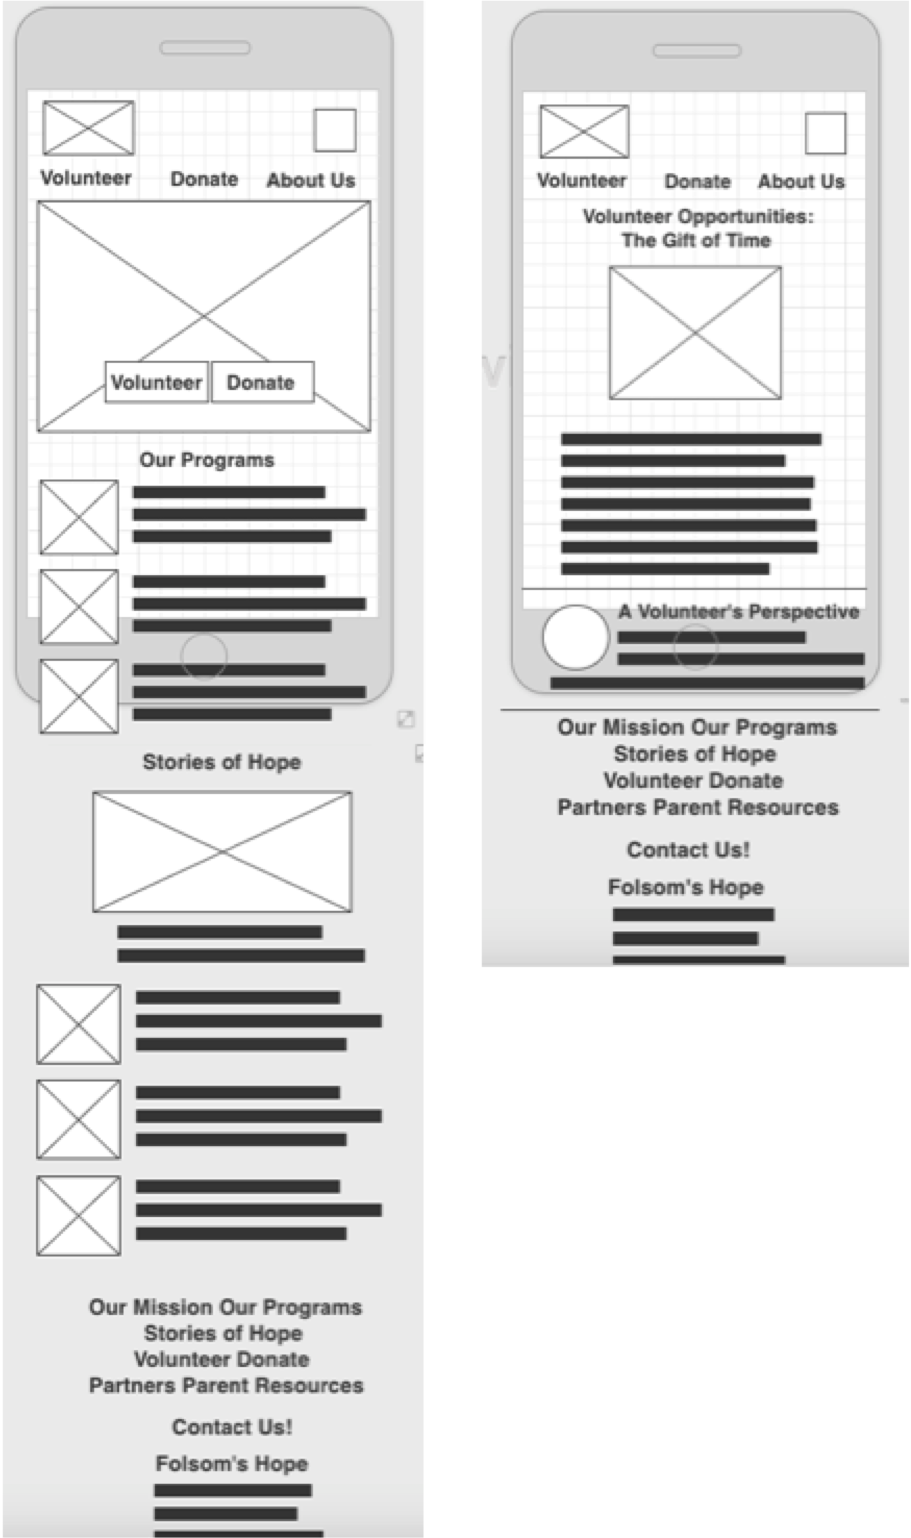 Volunteer Donate About Us
Volunteer Donate
Our Programs
Stories of Hope
Our Mission Our Programs
Stories of Hope
Volunteer Donate
Partners Parent Resources
Contact Us!
Folsom's Hope
Volunteer Donate About Us
Volunteer Opportunities:
The Gift of Time
A Volunteer's Perspective
Our Mission Our Programs
Stories of Hope
Volunteer Donate
Partners Parent Resources
Contact Us!
Folsom's Hope